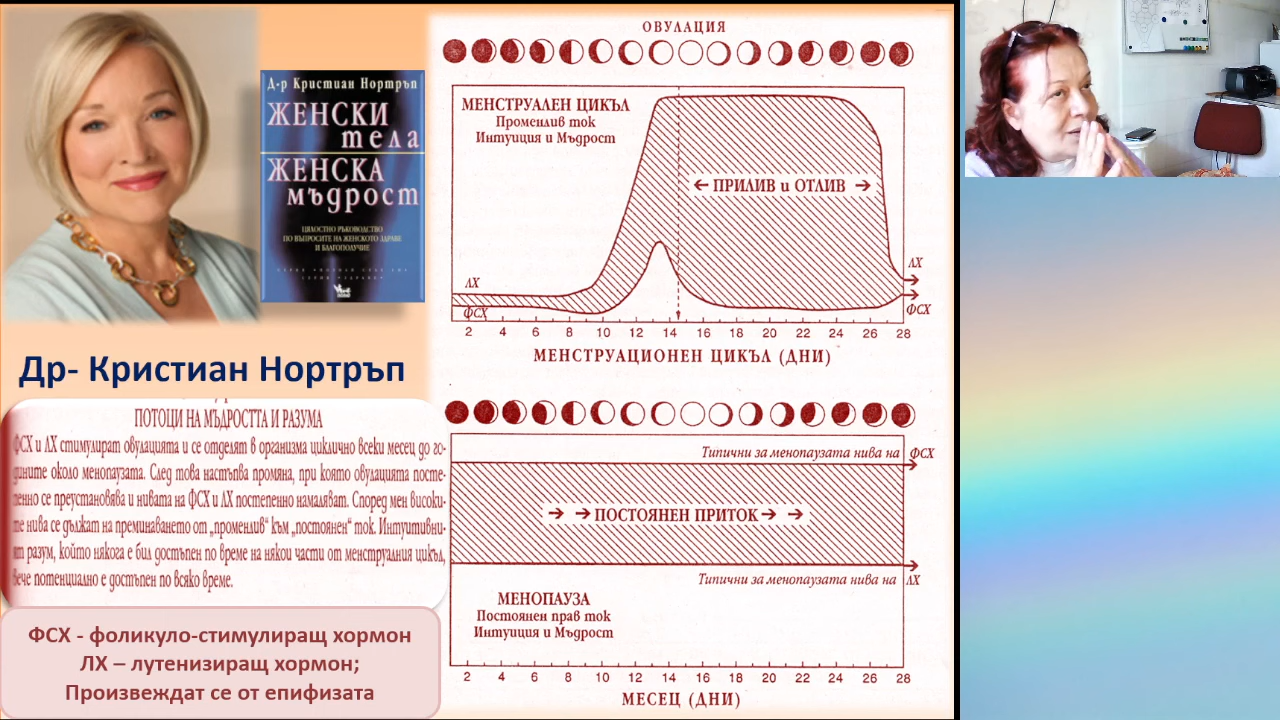 Д-р Кристиан Нортръп
ЖЕНСКИ
тела
ЖЕНСКА
мъдрост
ЦЯЛОСТНО РЪКОВОДСТВО
ПО ВЪПРОСИТЕ НА ЖЕНСКОТО ЗДРАВЕ
И БЛАГОПОЛУЧИЕ
Др- Кристиан Нортръп
ПОТОЦИ НА МЪДРОСТТА И РАЗУМА
ФСХ и ЛХ стимулират овулацията и се отделят в организма циклично всеки месец до го-
дините около менопаузата. След това настъпва промяна, при която овулацията посте-
пенно се преустановява и нивата на ФСХ и ЛХ постепенно намаляват. Според мен високи-
те нива се дължат на преминаването от „променлив“ към „постоянен“ ток. Интуитивни-
ят разум, който някога е бил достъпен по време на някои части от менструалния цикъл,
вече потенциално е достъпен по всяко време.
ФСХ - фоликуло-стимулиращ хормон
ЛХ – лутенизиращ хормон;
Произвеждат се от епифизата
ОВУЛАЦИЯ
МЕНСТРУАЛЕН ЦИКЪЛ
Променлив ток
Интуиция и Мъдрост
← ПРИЛИВ и ОТЛИВ →
ЛХ
ФСХ
ЛХ
ФСХ
2 4 6 8 10 12 14 16 18 20 22 24 26 28
МЕНСТРУАЦИОНЕН ЦИКЪЛ (ДНИ)
Типични за менопаузата нива на ФСХ
→ → ПОСТОЯНЕН ПРИТОК → →
Типични за менопаузата нива на ЛХ
МЕНОПАУЗА
Постоянен прав ток
Интуиция и Мъдрост
2 4 6 8 10 12 14 16 18 20 22 24 26 28
МЕСЕЦ (ДНИ)